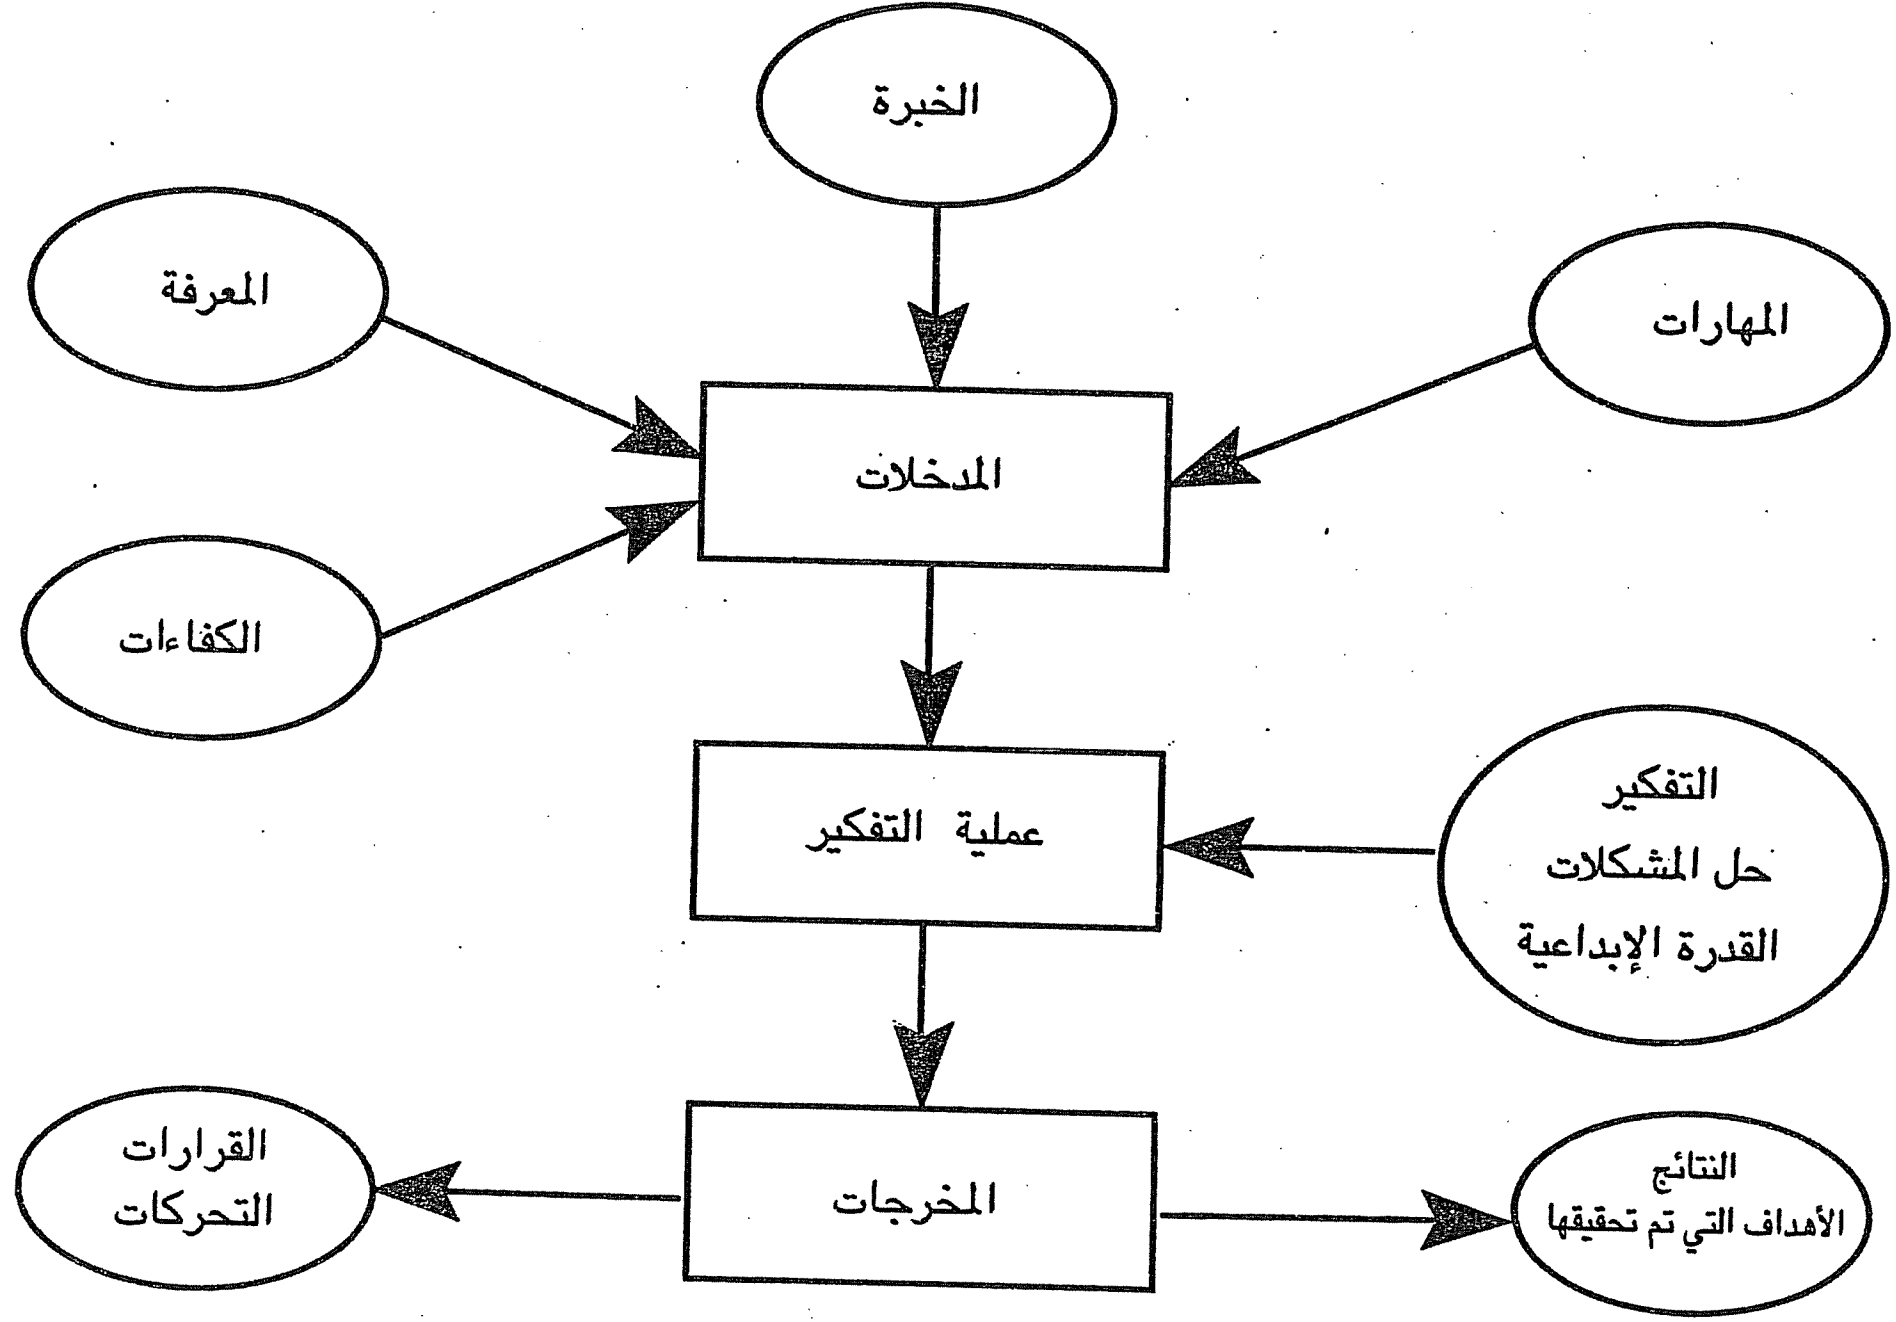 الخبرة
المعرفة
المهارات
المدخلات
الكفاءات
التفكير
حل المشكلات
القدرة الإبداعية
عملية التفكير
القرارات
التحركات
المخرجات
النتائج
الأهداف التي تم تحقيقها